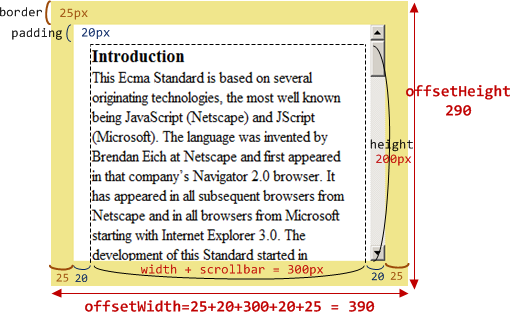 border
25px
padding
20px
Introduction
This Ecma Standard is based on several
originating technologies, the most well known
being JavaScript (Netscape) and JScript
(Microsoft). The language was invented by
Brendan Eich at Netscape and first appeared
in that company's Navigator 2.0 browser. It
has appeared in all subsequent browsers from
Netscape and in all browsers from Microsoft
starting with Internet Explorer 3.0. The
development of this Standard started in
offsetHeight
290
height
200px
25 20 width + scrollbar = 300px 20 25
offsetWidth=25+20+300+20+25 = 390